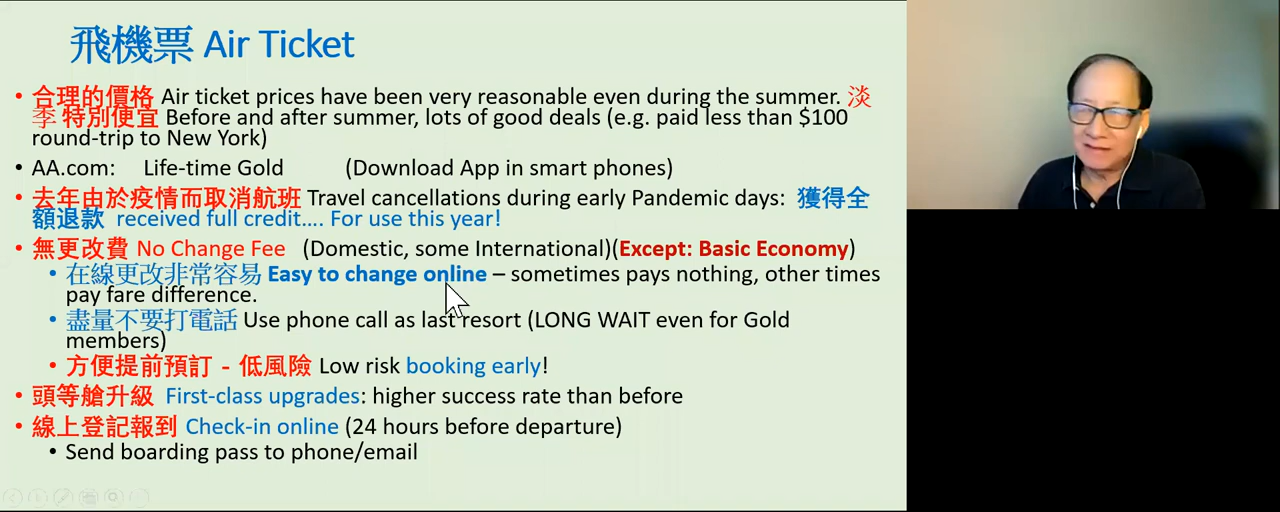 飛機票 Air Ticket
• 合理的價格 Air ticket prices have been very reasonable even during the summer. 淡
季 特別便宜 Before and after summer, lots of good deals (e.g. paid less than $100
round-trip to New York)
• AA.com: Life-time Gold (Download App in smart phones)
• 去年由於疫情而取消航班 Travel cancellations during early Pandemic days: 獲得全
額退款 received full credit…. For use this year!
• 無更改費 No Change Fee (Domestic, some International)(Except: Basic Economy)
• 在線更改非常容易 Easy to change online – sometimes pays nothing, other times
pay fare difference.
• 盡量不要打電話 Use phone call as last resort (LONG WAIT even for Gold
members)
• 方便提前預訂 - 低風險 Low risk booking early!
• 頭等艙升級 First-class upgrades: higher success rate than before
• 線上登記報到 Check-in online (24 hours before departure)
• Send boarding pass to phone/email